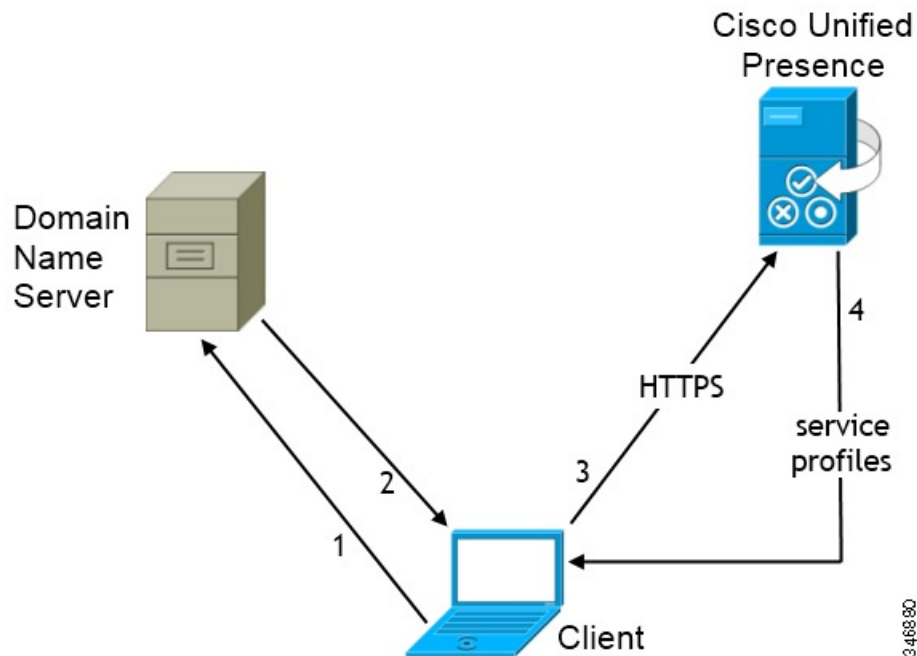 Cisco Unified
Presence
Domain
Name
Server
4
HTTPS
service
profiles
2
3
1
Client
346880